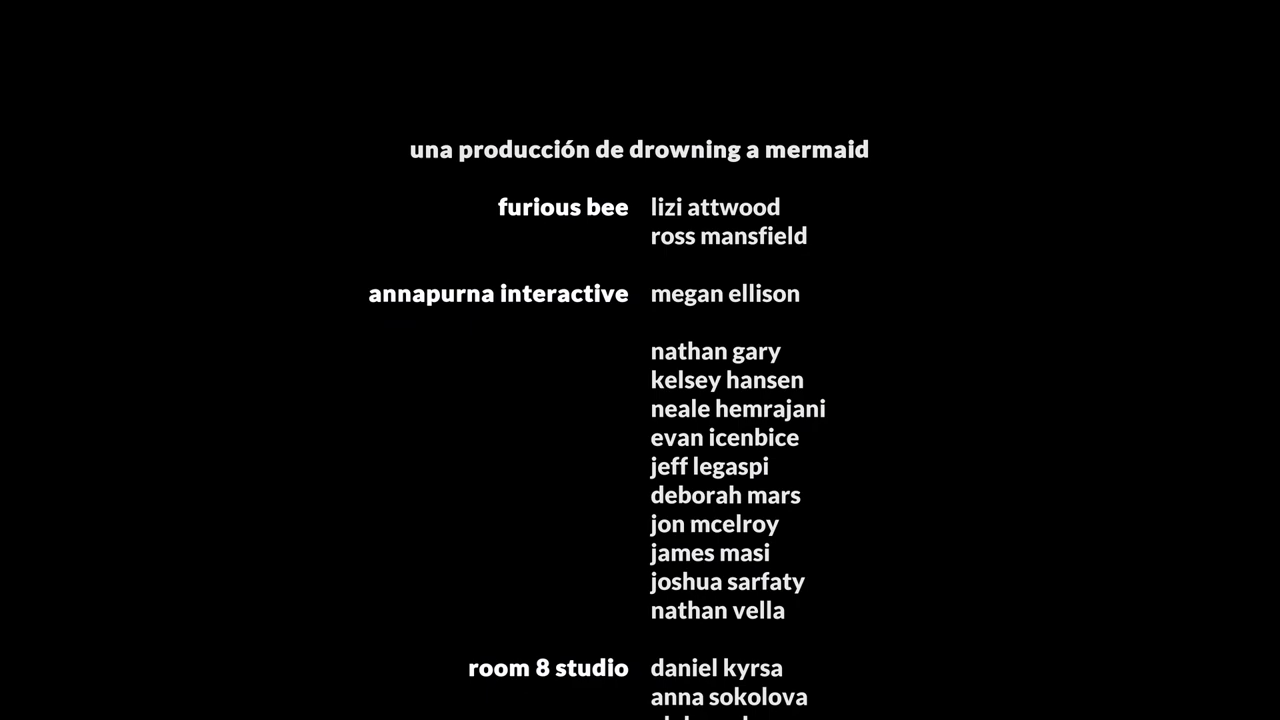 una producción de drowning a mermaid
furious bee lizi attwood
ross mansfield
annapurna interactive megan ellison
nathan gary
kelsey hansen
neale hemrajani
evan icenbice
jeff legaspi
deborah mars
jon mcelroy
james masi
joshua sarfaty
nathan vella
room 8 studio daniel kyrsa
anna sokolova